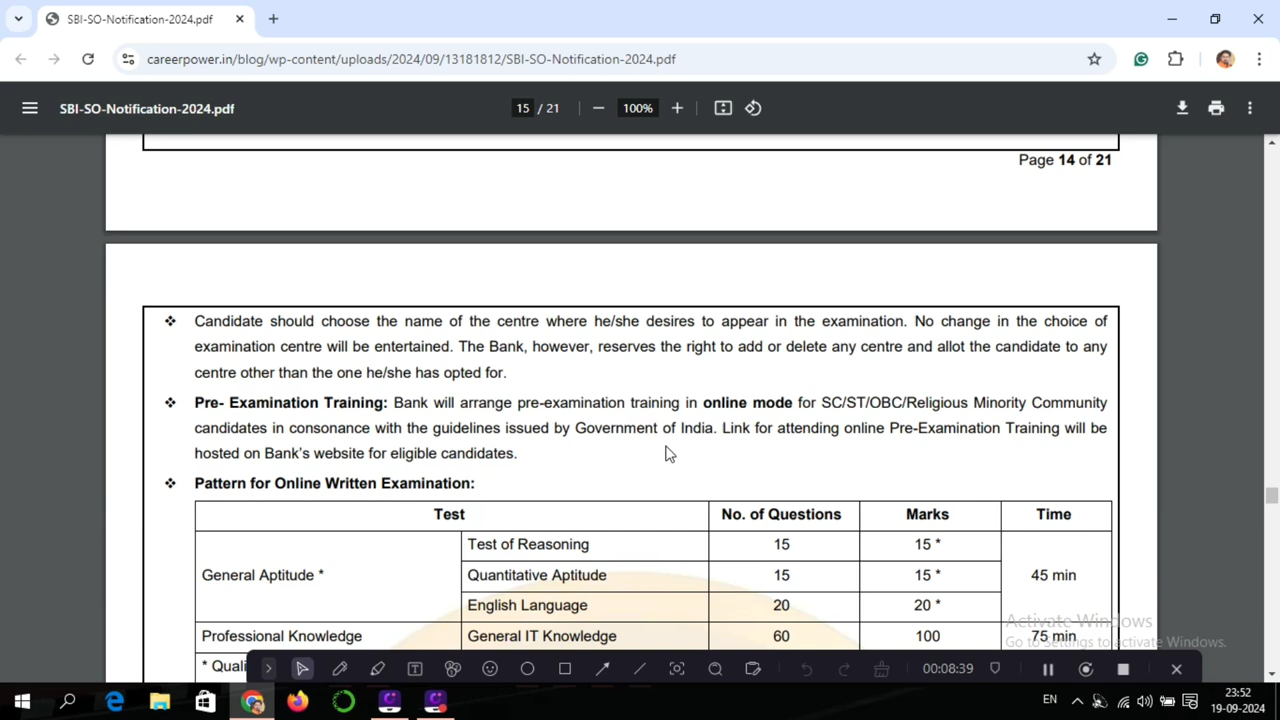 SBI-SO-Notification-2024.pdf
careerpower.in/blog/wp-content/uploads/2024/09/13181812/SBI-SO-Notification-2024.pdf
SBI-SO-Notification-2024.pdf
15 / 21
100%
Page 14 of 21
❖ Candidate should choose the name of the centre where he/she desires to appear in the examination. No change in the choice of
examination centre will be entertained. The Bank, however, reserves the right to add or delete any centre and allot the candidate to any
centre other than the one he/she has opted for.
❖ Pre- Examination Training: Bank will arrange pre-examination training in online mode for SC/ST/OBC/Religious Minority Community
candidates in consonance with the guidelines issued by Government of India. Link for attending online Pre-Examination Training will be
hosted on Bank's website for eligible candidates.
❖ Pattern for Online Written Examination:
Test No. of Questions Marks Time
Test of Reasoning 15 15 *
General Aptitude * Quantitative Aptitude 15 15 * 45 min
English Language 20 20 *
Professional Knowledge General IT Knowledge 60 100 75 min
* Quali
Activate Windows
Go to Settings to activate Windows.
00:08:39
EN
23:52
19-09-2024